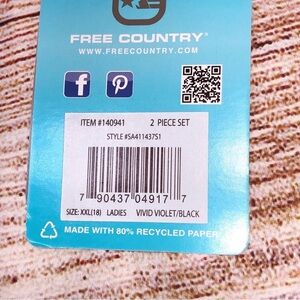 FREE COUNTRY®
WWW.FREECOUNTRY.COM
f
p
ITEM #140941 2 PIECE SET
STYLE #SA41143751
7 90437 04917 7
SIZE: XXL(18) LADIES VIVID VIOLET/BLACK
MADE WITH 80% RECYCLED PAPER